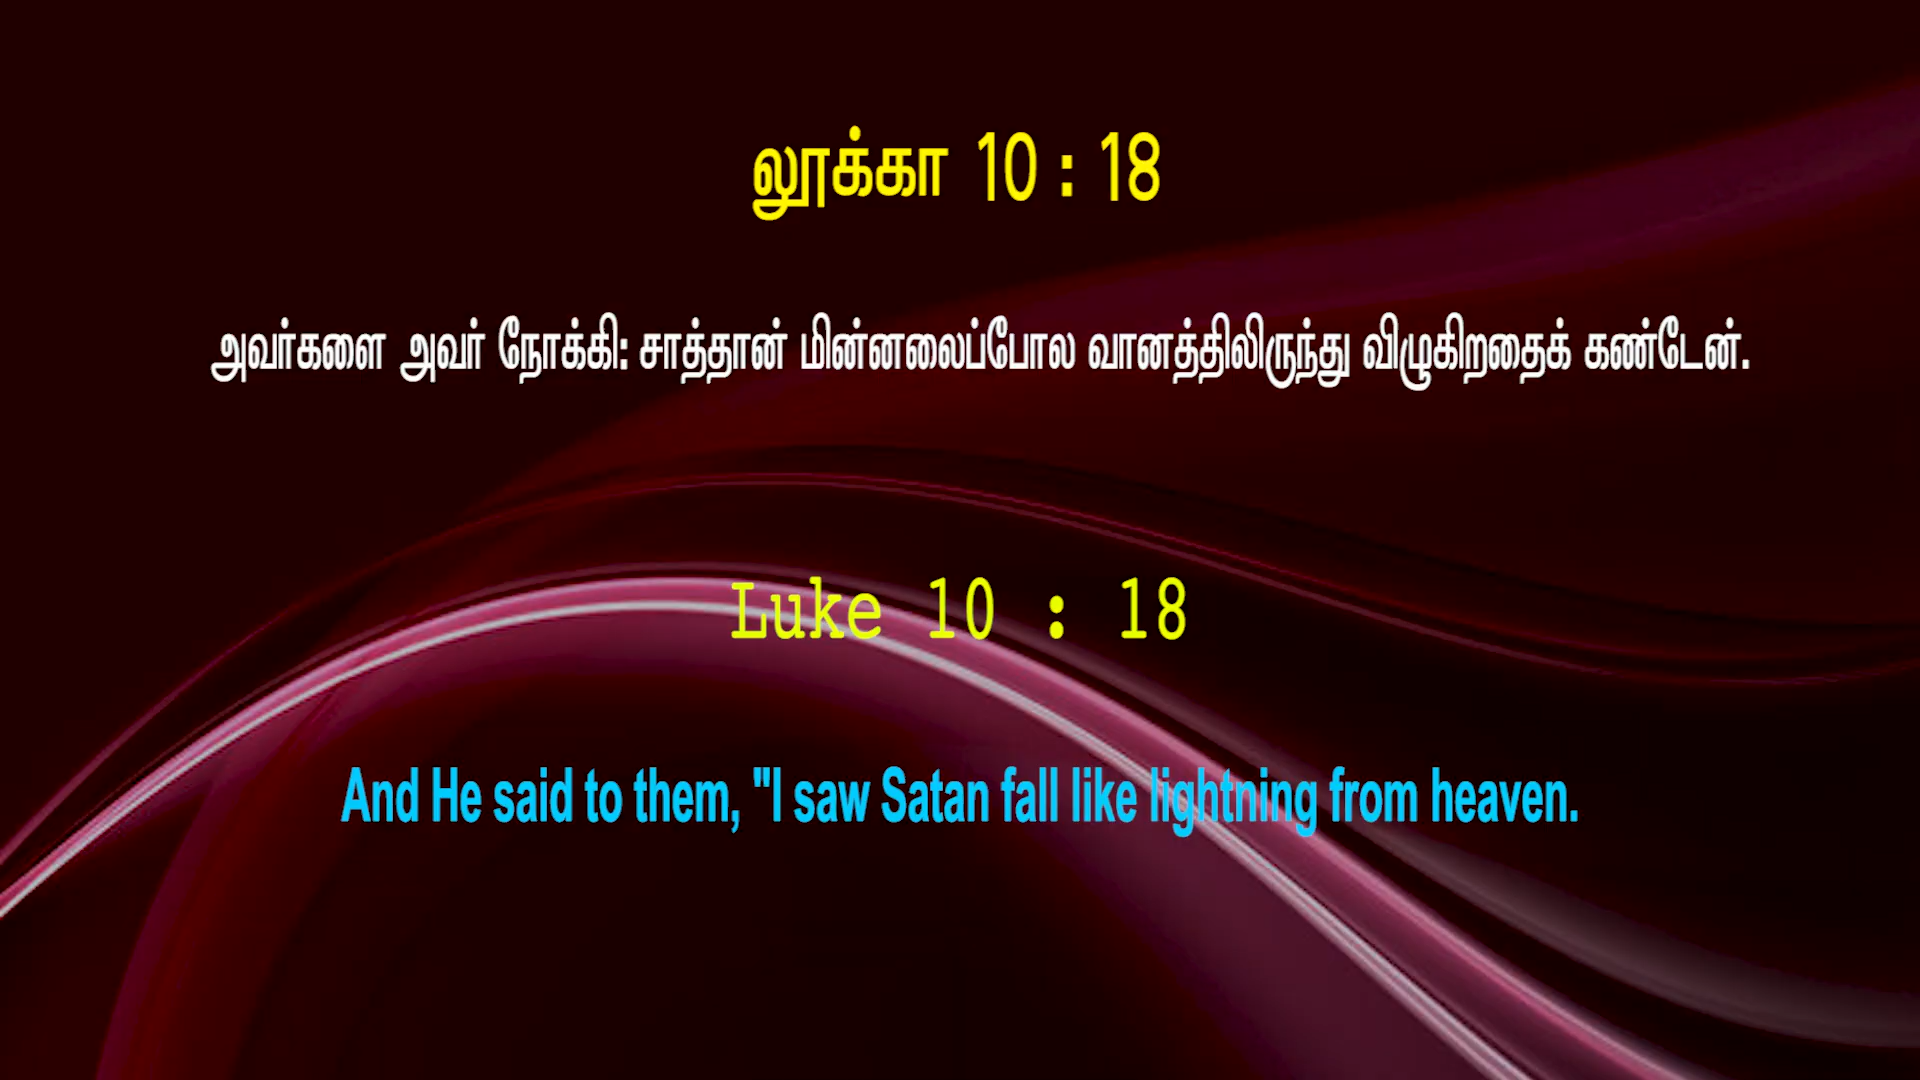 லூக்கா 10 : 18
அவர்களை அவர் நோக்கி: சாத்தான் மின்னலைப்போல வானத்திலிருந்து விழுகிறதைக் கண்டேன்.
Luke 10 : 18
And He said to them, "I saw Satan fall like lightning from heaven.